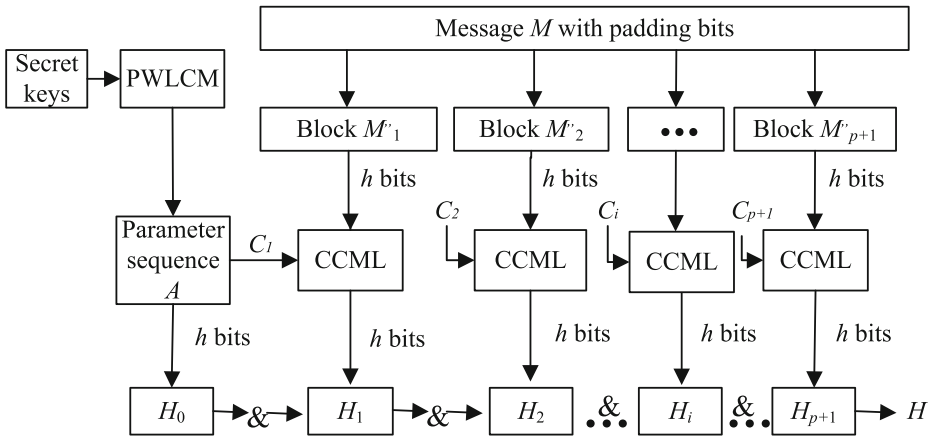 Message M with padding bits
Secret
keys
PWLCM
Block M''1
Block M''2
•••
Block M''p+1
h bits
h bits
h bits
Parameter
sequence
A
C1
CCML
C2
CCML
Ci
CCML
Cp+1
CCML
h bits
h bits
h bits
h bits
h bits
H0
&
H1
&
H2
&
•••
Hi
&
•••
Hp+1
H